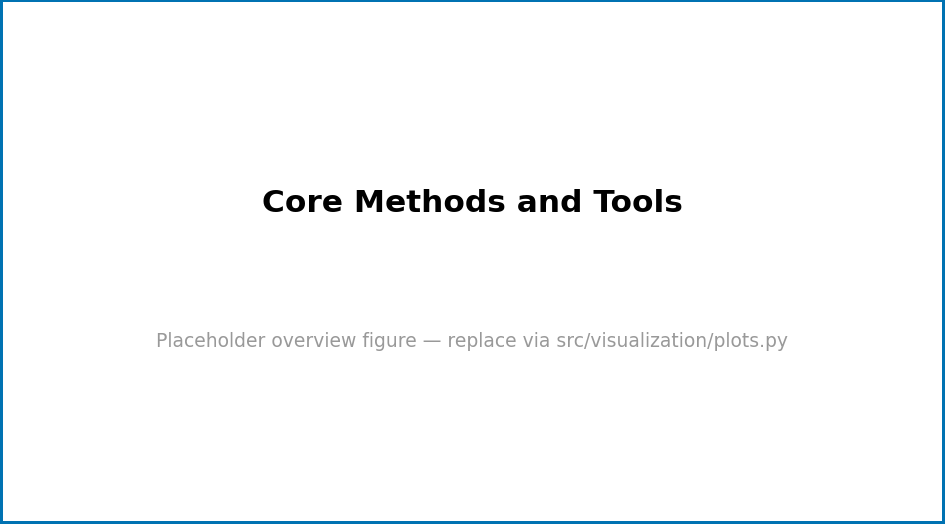 Core Methods and Tools
Placeholder overview figure — replace via src/visualization/plots.py